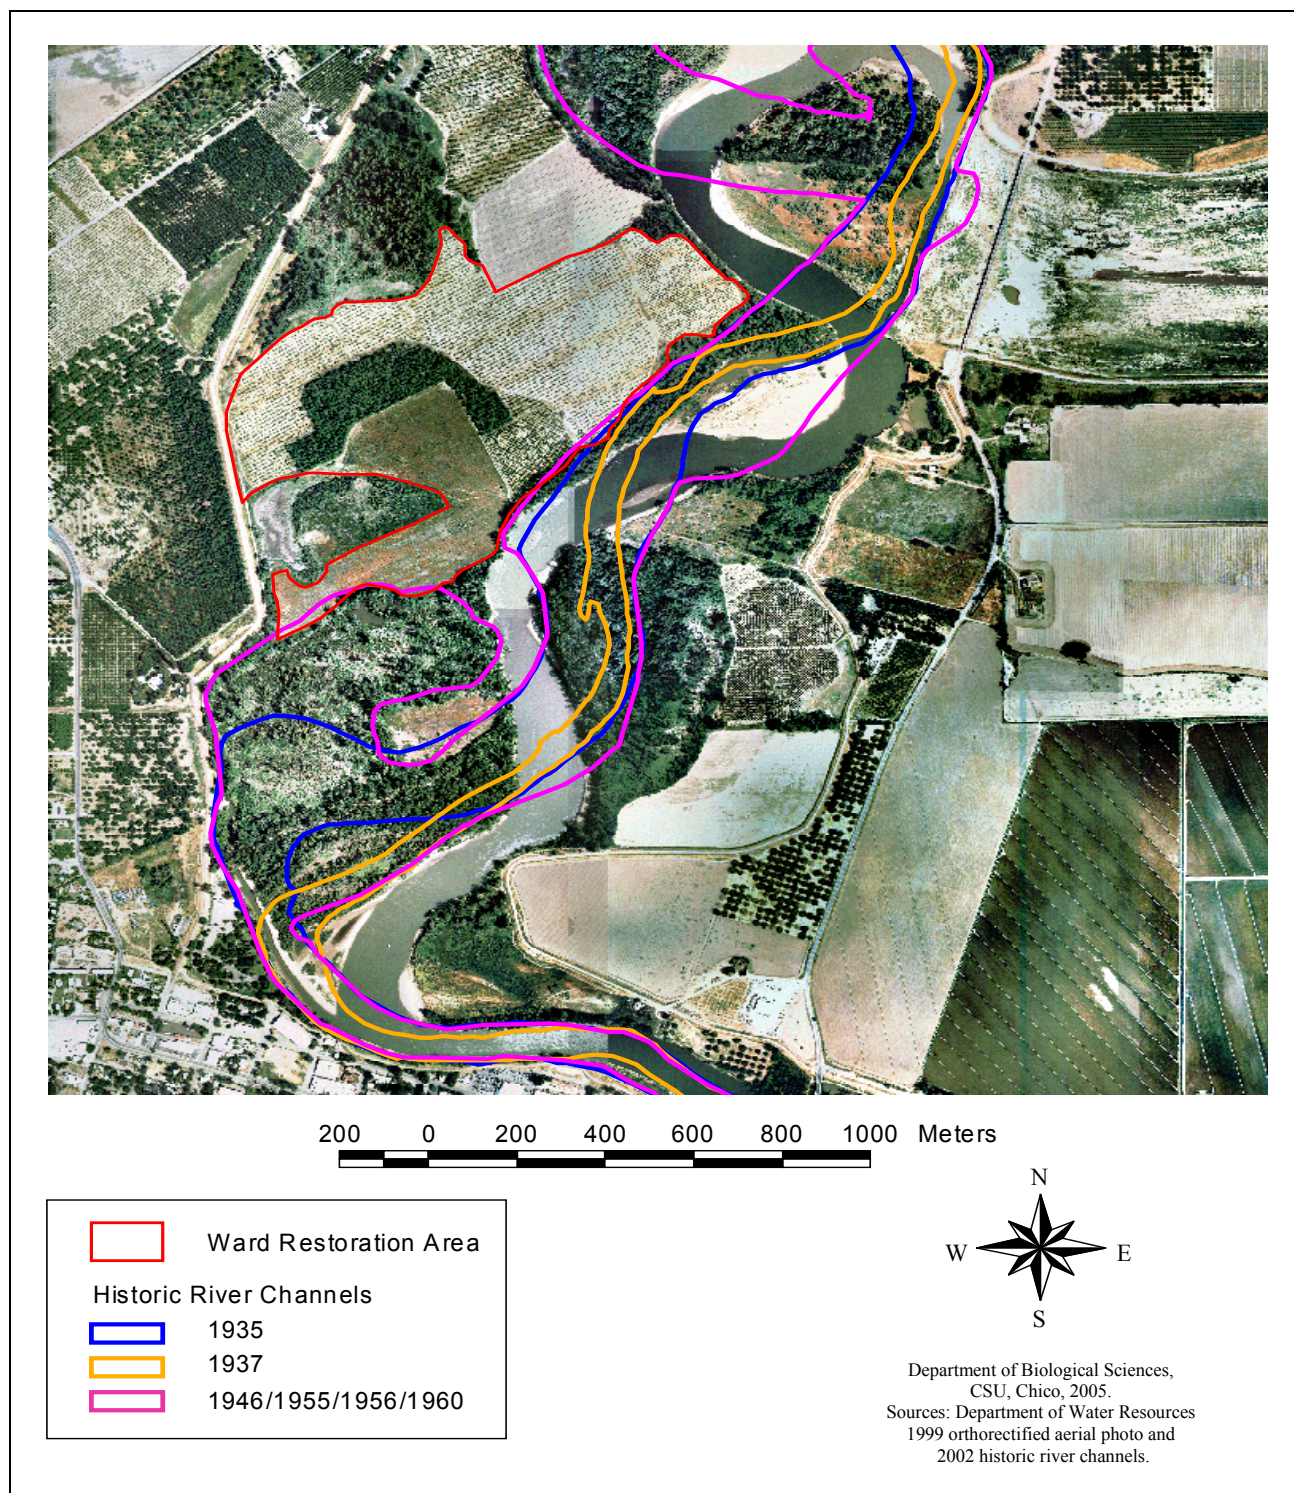 200 0 200 400 600 800 1000 Meters
N
W E
S
Ward Restoration Area
Historic River Channels
1935
1937
1946/1955/1956/1960
Department of Biological Sciences,
CSU, Chico, 2005.
Sources: Department of Water Resources
1999 orthorectified aerial photo and
2002 historic river channels.